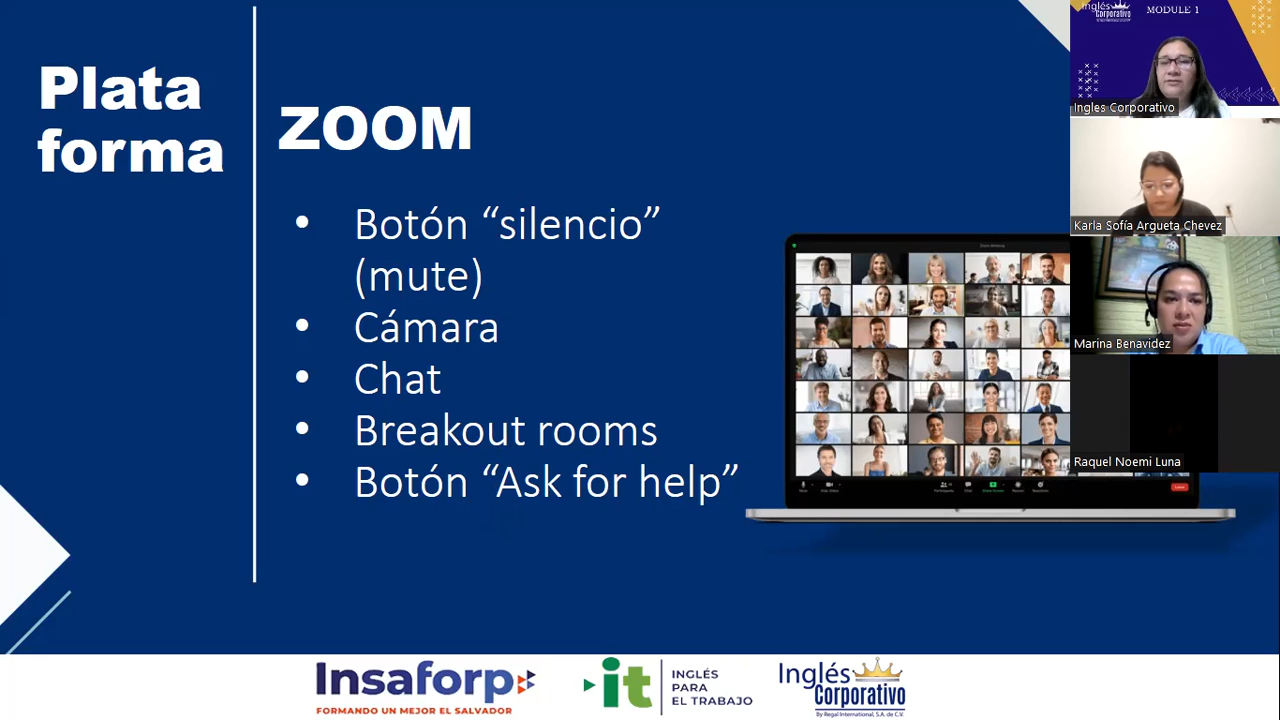 Plata
forma
ZOOM
• Botón “silencio”
(mute)
• Cámara
• Chat
• Breakout rooms
• Botón “Ask for help”
Inglés
Corporativo
MODULE 1
Ingles Corporativo
Karla Sofía Argueta Chevez
Marina Benavidez
Raquel Noemi Luna
Insaforp
FORMANDO UN MEJOR EL SALVADOR
it
INGLÉS
PARA
EL TRABAJO
Inglés
Corporativo
By Regal International, S.A. de C.V.